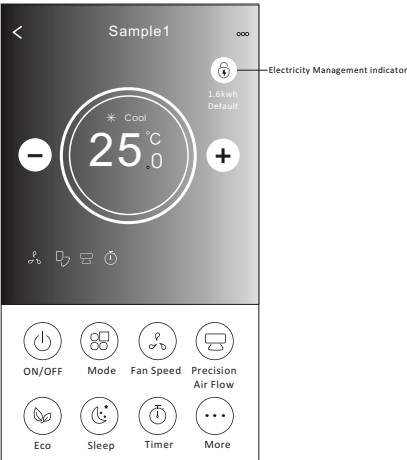 Sample1
Electricity Management indicator
1.6kwh
Default
Cool
25.0°C
ON/OFF
Mode
Fan Speed
Precision
Air Flow
Eco
Sleep
Timer
More